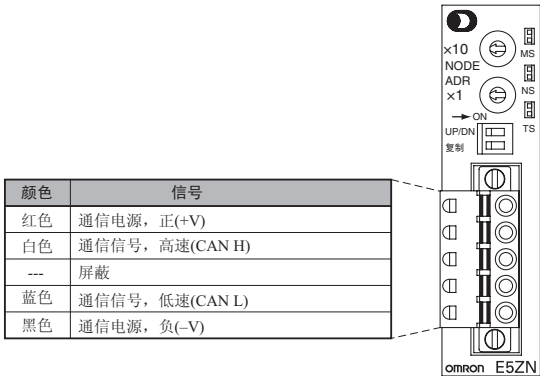 ×10
MS
NODE
ADR
NS
×1
ON
TS
UP/DN
复制
颜色 信号
红色 通信电源，正(+V)
白色 通信信号，高速(CAN H)
--- 屏蔽
蓝色 通信信号，低速(CAN L)
黑色 通信电源，负(–V)
OMRON E5ZN